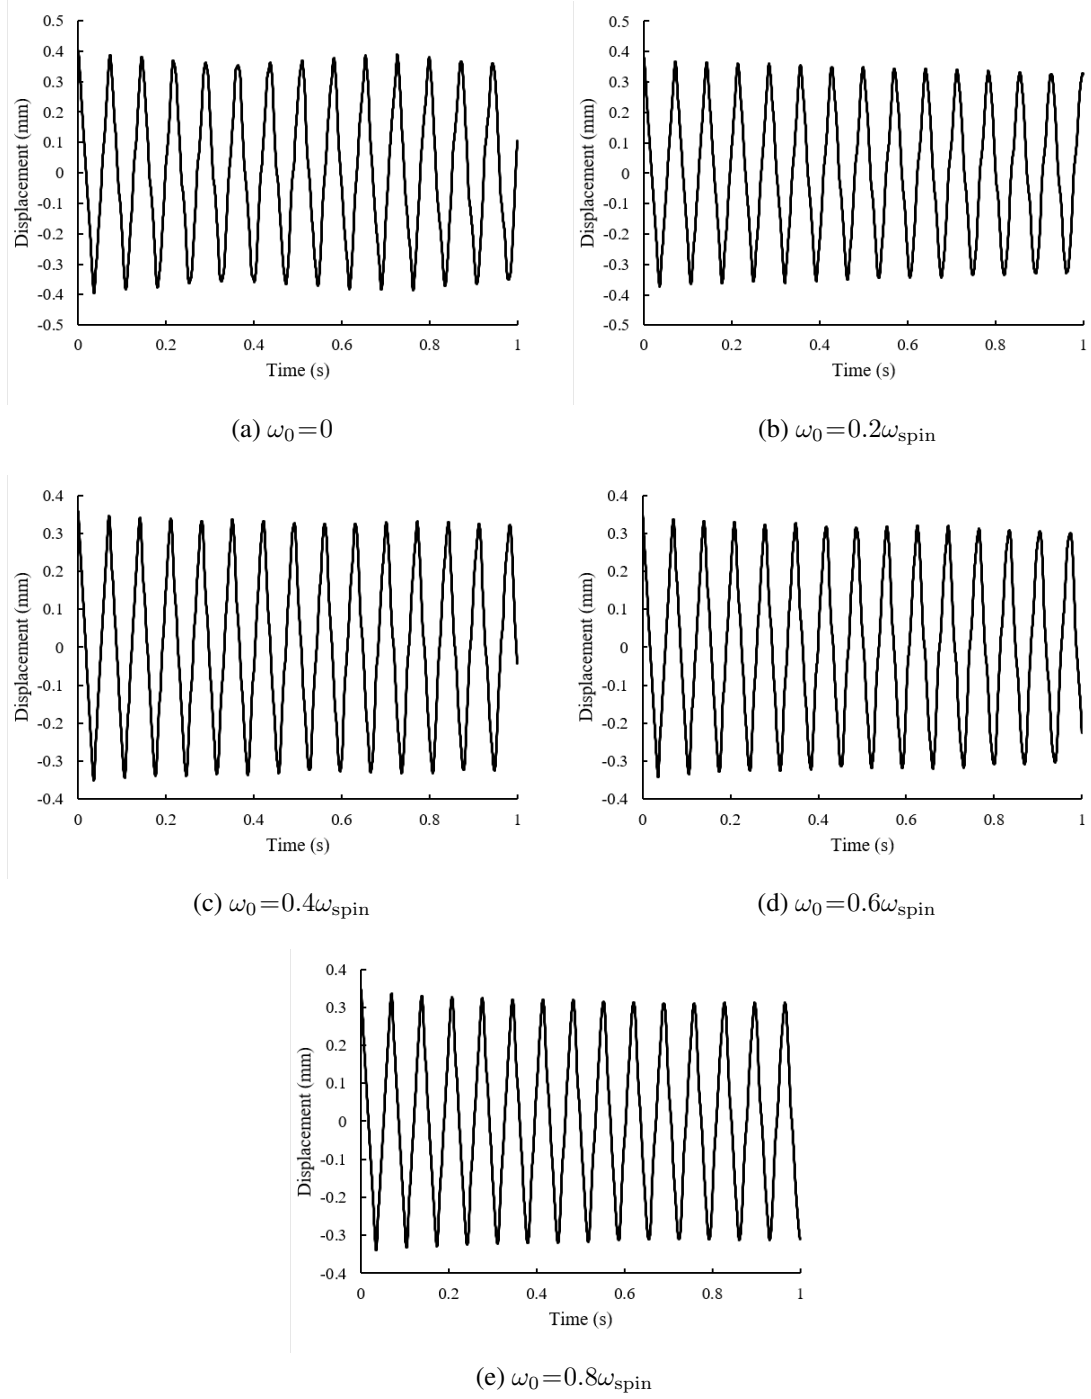 0.5
0.4
0.3
0.2
0.1
0
-0.1
-0.2
-0.3
-0.4
-0.5
Displacement (mm)
0 0.2 0.4 0.6 0.8 1
Time (s)
(a) ω₀=0
0.5
0.4
0.3
0.2
0.1
0
-0.1
-0.2
-0.3
-0.4
-0.5
Displacement (mm)
0 0.2 0.4 0.6 0.8 1
Time (s)
(b) ω₀=0.2ωspin
0.4
0.3
0.2
0.1
0
-0.1
-0.2
-0.3
-0.4
Displacement (mm)
0 0.2 0.4 0.6 0.8 1
Time (s)
(c) ω₀=0.4ωspin
0.4
0.3
0.2
0.1
0
-0.1
-0.2
-0.3
-0.4
Displacement (mm)
0 0.2 0.4 0.6 0.8 1
Time (s)
(d) ω₀=0.6ωspin
0.4
0.3
0.2
0.1
0
-0.1
-0.2
-0.3
-0.4
Displacement (mm)
0 0.2 0.4 0.6 0.8 1
Time (s)
(e) ω₀=0.8ωspin